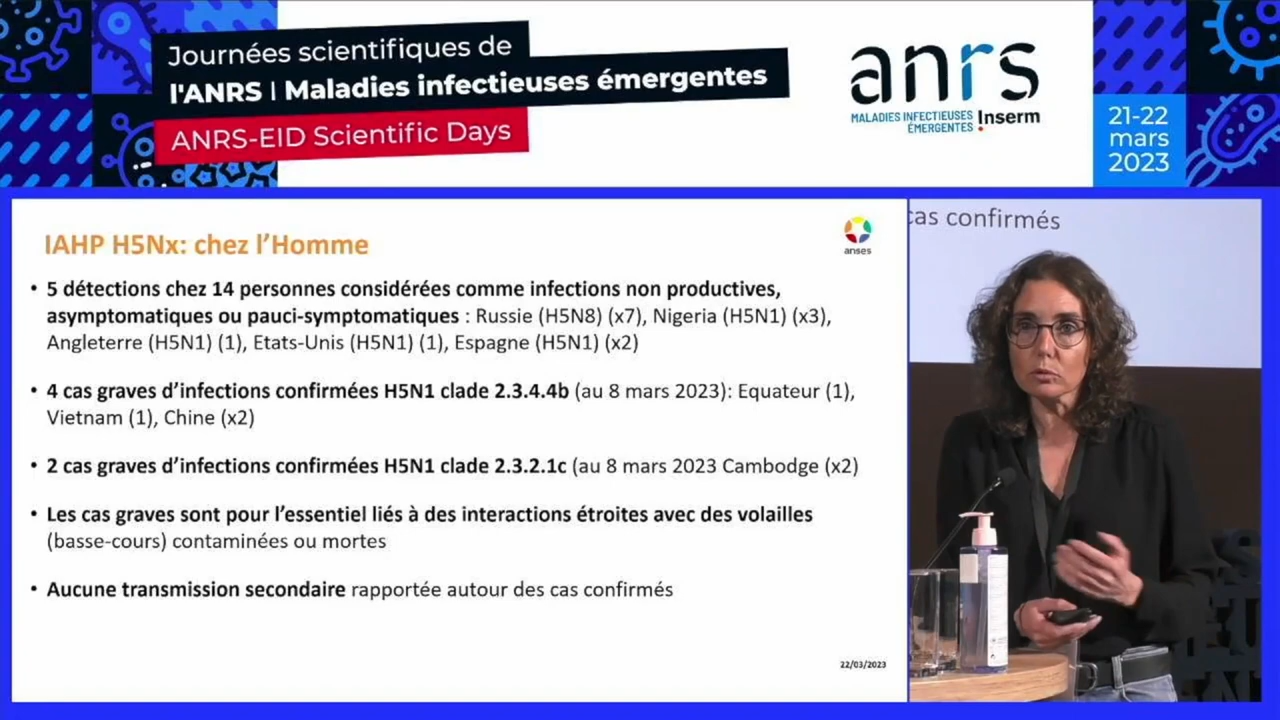 Journées scientifiques de
l'ANRS | Maladies infectieuses émergentes
ANRS-EID Scientific Days
anrs
MALADIES INFECTIEUSES
ÉMERGENTES
Inserm
21-22
mars
2023
IAHP H5Nx: chez l'Homme
anses
• 5 détections chez 14 personnes considérées comme infections non productives,
asymptomatiques ou pauci-symptomatiques : Russie (H5N8) (x7), Nigeria (H5N1) (x3),
Angleterre (H5N1) (1), Etats-Unis (H5N1) (1), Espagne (H5N1) (x2)
• 4 cas graves d'infections confirmées H5N1 clade 2.3.4.4b (au 8 mars 2023): Equateur (1),
Vietnam (1), Chine (x2)
• 2 cas graves d'infections confirmées H5N1 clade 2.3.2.1c (au 8 mars 2023 Cambodge (x2)
• Les cas graves sont pour l'essentiel liés à des interactions étroites avec des volailles
(basse-cours) contaminées ou mortes
• Aucune transmission secondaire rapportée autour des cas confirmés
22/03/2023
cas confirmés